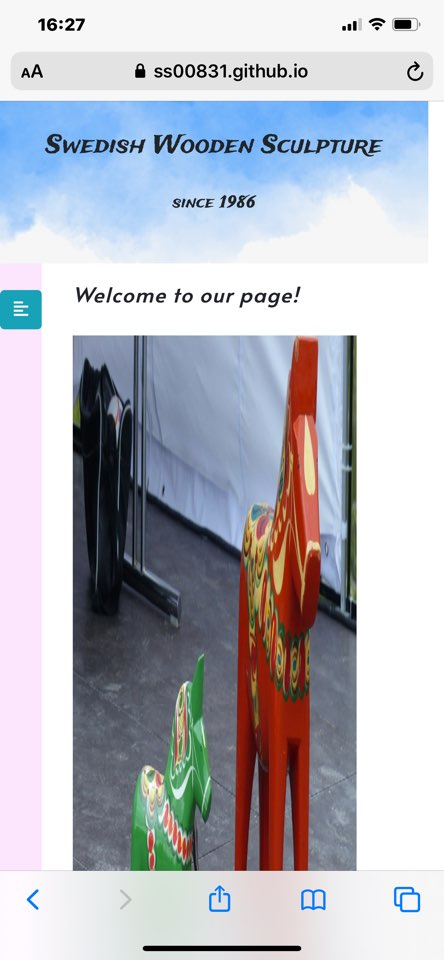 16:27
AA ss00831.github.io
Swedish Wooden Sculpture
since 1986
Welcome to our page!